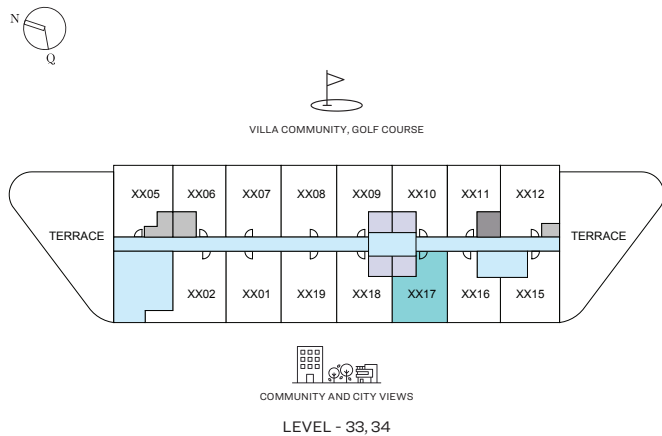 N
Q
VILLA COMMUNITY, GOLF COURSE
XX05 XX06 XX07 XX08 XX09 XX10 XX11 XX12
TERRACE TERRACE
XX02 XX01 XX19 XX18 XX17 XX16 XX15
COMMUNITY AND CITY VIEWS
LEVEL - 33, 34